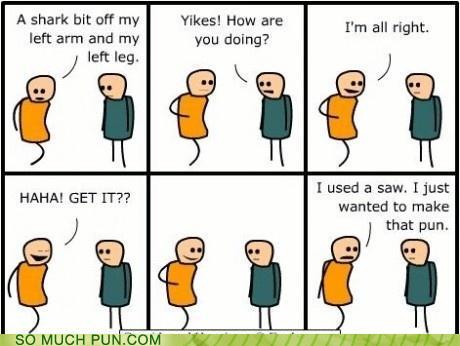 A shark bit off my
left arm and my
left leg.
Yikes! How are
you doing?
I'm all right.
HAHA! GET IT??
I used a saw. I just
wanted to make
that pun.
SO MUCH PUN.COM